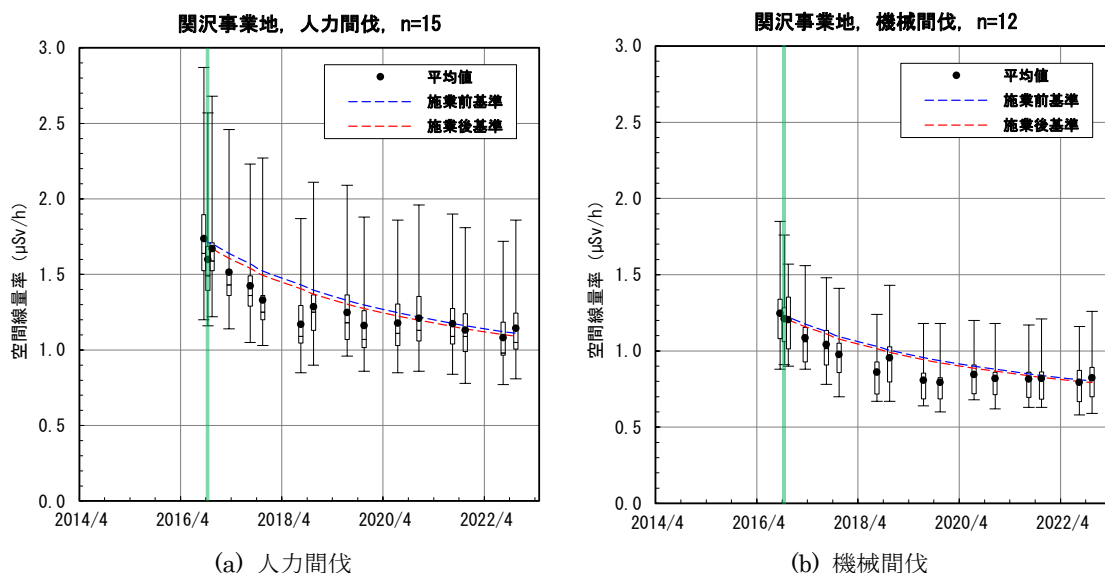 関沢事業地, 人力間伐, n=15
3.0
2.5
2.0
1.5
1.0
0.5
0.0
空間線量率 (μSv/h)
平均値
施業前基準
施業後基準
2014/4
2016/4
2018/4
2020/4
2022/4
(a) 人力間伐
関沢事業地, 機械間伐, n=12
3.0
2.5
2.0
1.5
1.0
0.5
0.0
空間線量率 (μSv/h)
平均値
施業前基準
施業後基準
2014/4
2016/4
2018/4
2020/4
2022/4
(b) 機械間伐